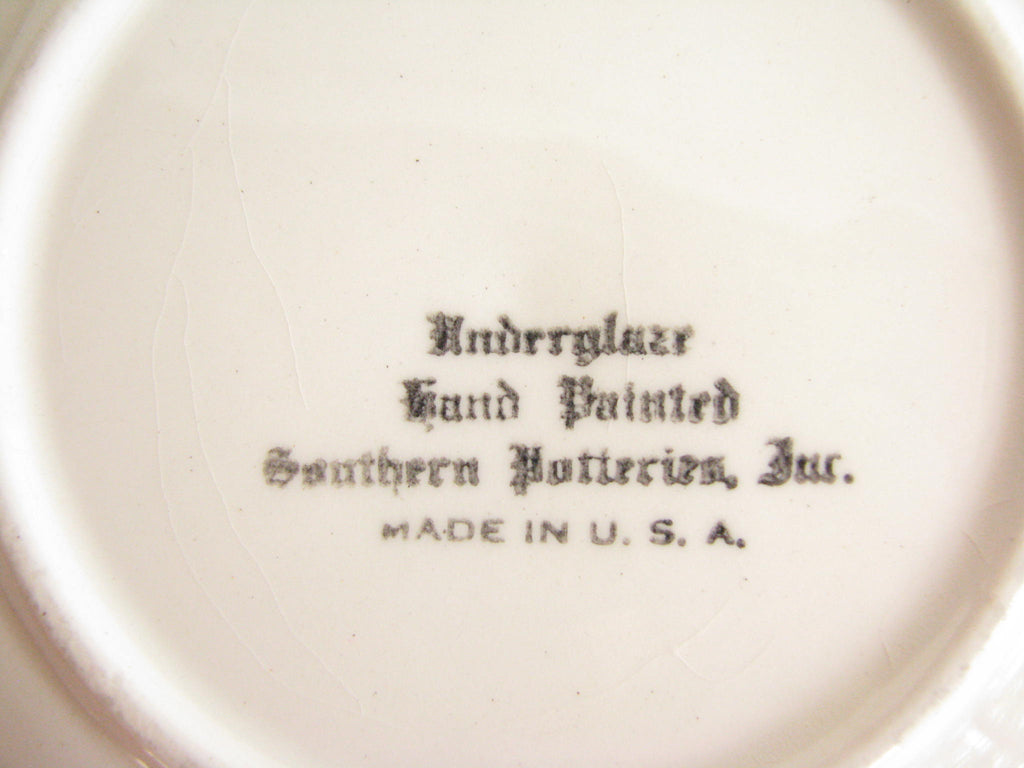 Underglaze
Hand Painted
Southern Potteries, Inc.
MADE IN U. S. A.